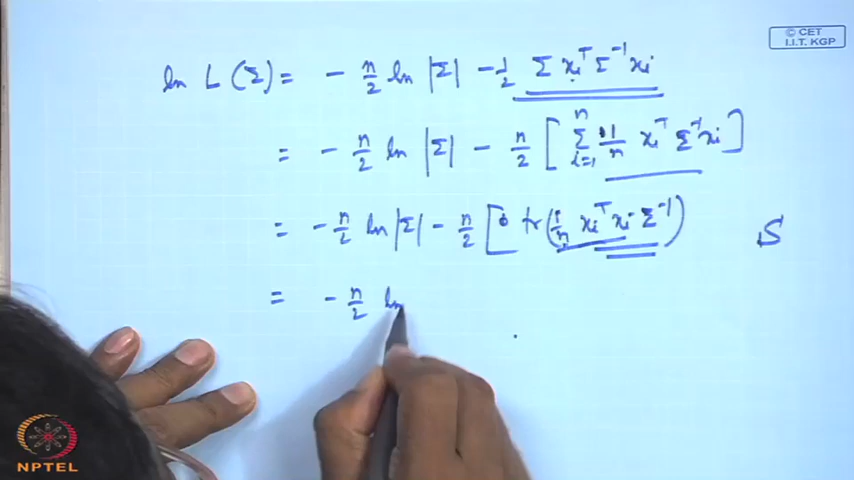 © CET
I.I.T. KGP
ln L (Σ) = - n/2 ln |Σ| - 1/2 Σ xᵢᵀ Σ⁻¹ xᵢ
= - n/2 ln |Σ| - n/2 [ Σⁿᵢ₌₁ 1/n xᵢᵀ Σ⁻¹ xᵢ ]
= - n/2 ln |Σ| - n/2 [ tr ( 1/n xᵢᵀ xᵢ Σ⁻¹ ) S
= - n/2 ln
NPTEL